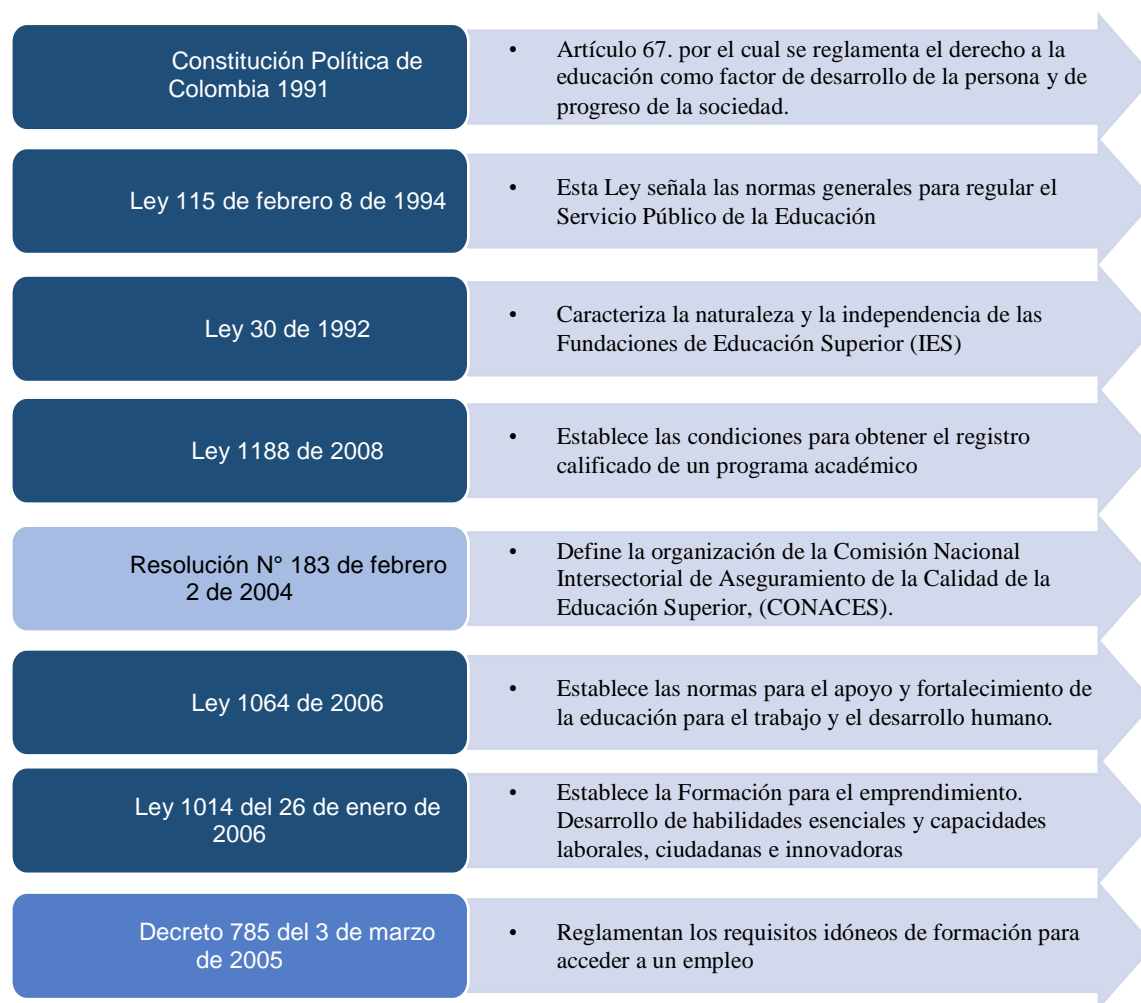 Constitución Política de
Colombia 1991
• Artículo 67. por el cual se reglamenta el derecho a la
educación como factor de desarrollo de la persona y de
progreso de la sociedad.
Ley 115 de febrero 8 de 1994
• Esta Ley señala las normas generales para regular el
Servicio Público de la Educación
Ley 30 de 1992
• Caracteriza la naturaleza y la independencia de las
Fundaciones de Educación Superior (IES)
Ley 1188 de 2008
• Establece las condiciones para obtener el registro
calificado de un programa académico
Resolución N° 183 de febrero
2 de 2004
• Define la organización de la Comisión Nacional
Intersectorial de Aseguramiento de la Calidad de la
Educación Superior, (CONACES).
Ley 1064 de 2006
• Establece las normas para el apoyo y fortalecimiento de
la educación para el trabajo y el desarrollo humano.
Ley 1014 del 26 de enero de
2006
• Establece la Formación para el emprendimiento.
Desarrollo de habilidades esenciales y capacidades
laborales, ciudadanas e innovadoras
Decreto 785 del 3 de marzo
de 2005
• Reglamentan los requisitos idóneos de formación para
acceder a un empleo